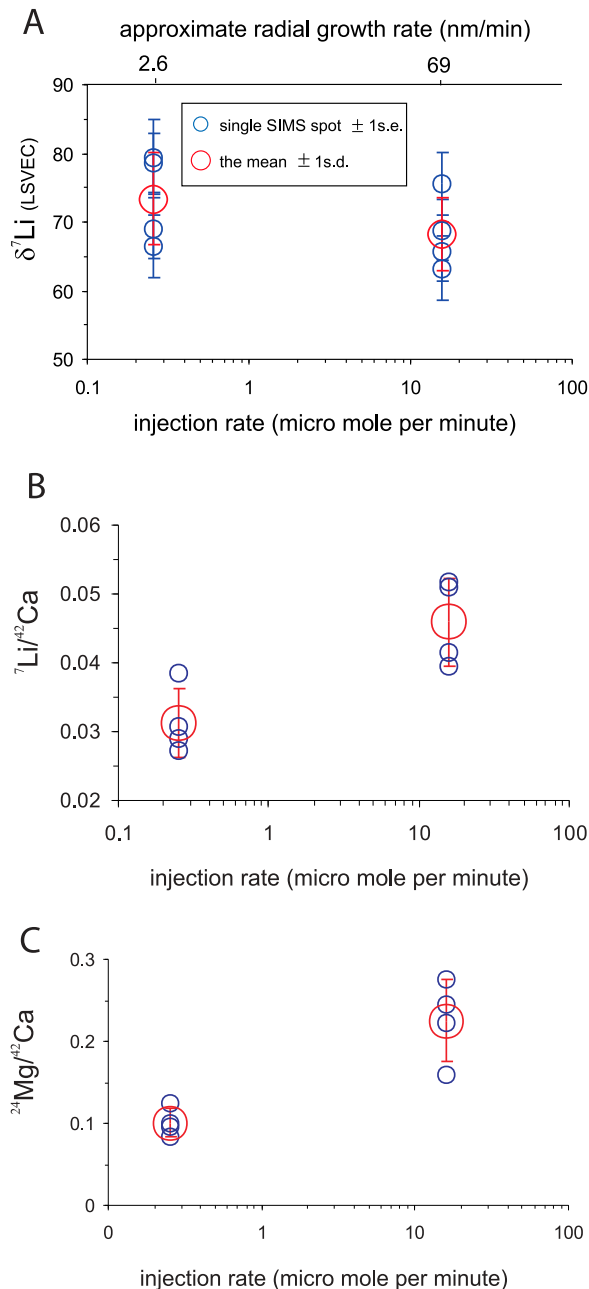 A
approximate radial growth rate (nm/min)
2.6
69
90
single SIMS spot ± 1s.e.
the mean ± 1s.d.
80
70
60
50
δ⁷Li (LSVEC)
0.1
1
10
100
injection rate (micro mole per minute)
B
0.06
0.05
0.04
0.03
0.02
⁷Li/⁴²Ca
0.1
1
10
100
injection rate (micro mole per minute)
C
0.3
0.2
0.1
0
²⁴Mg/⁴²Ca
0
1
10
100
injection rate (micro mole per minute)